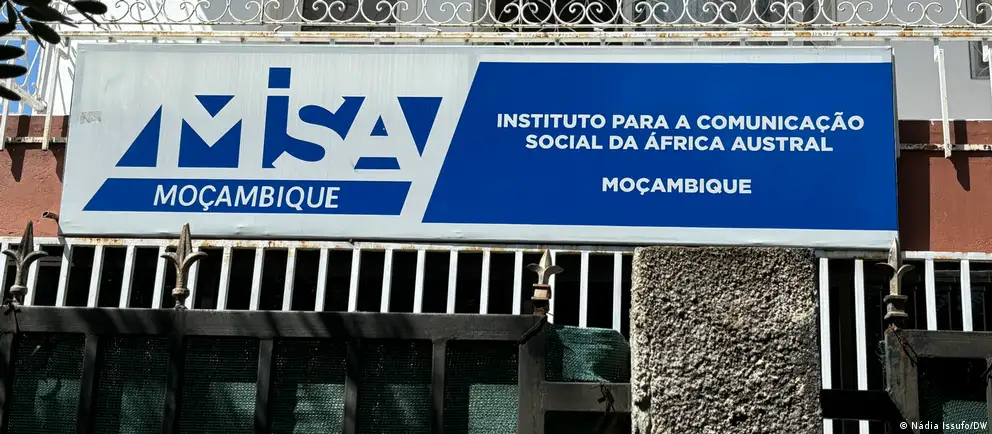 MISA
MOÇAMBIQUE
INSTITUTO PARA A COMUNICAÇÃO
SOCIAL DA ÁFRICA AUSTRAL
MOÇAMBIQUE
© Nádia Issufo/DW